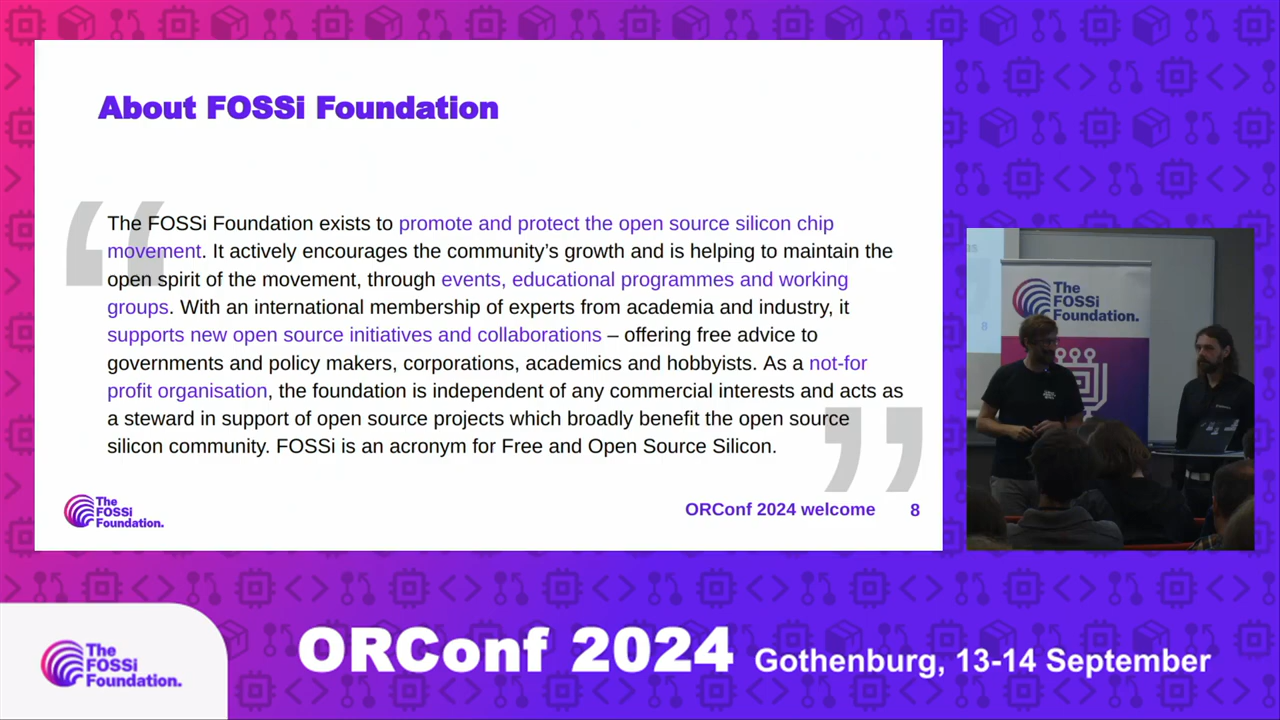 About FOSSi Foundation
“
The FOSSi Foundation exists to promote and protect the open source silicon chip
movement. It actively encourages the community’s growth and is helping to maintain the
open spirit of the movement, through events, educational programmes and working
groups. With an international membership of experts from academia and industry, it
supports new open source initiatives and collaborations – offering free advice to
governments and policy makers, corporations, academics and hobbyists. As a not-for
profit organisation, the foundation is independent of any commercial interests and acts as
a steward in support of open source projects which broadly benefit the open source
silicon community. FOSSi is an acronym for Free and Open Source Silicon.
”
The
FOSSi
Foundation.
ORConf 2024 welcome 8
The
FOSSi
Foundation.
The
FOSSi
Foundation.
ORConf 2024 Gothenburg, 13-14 September